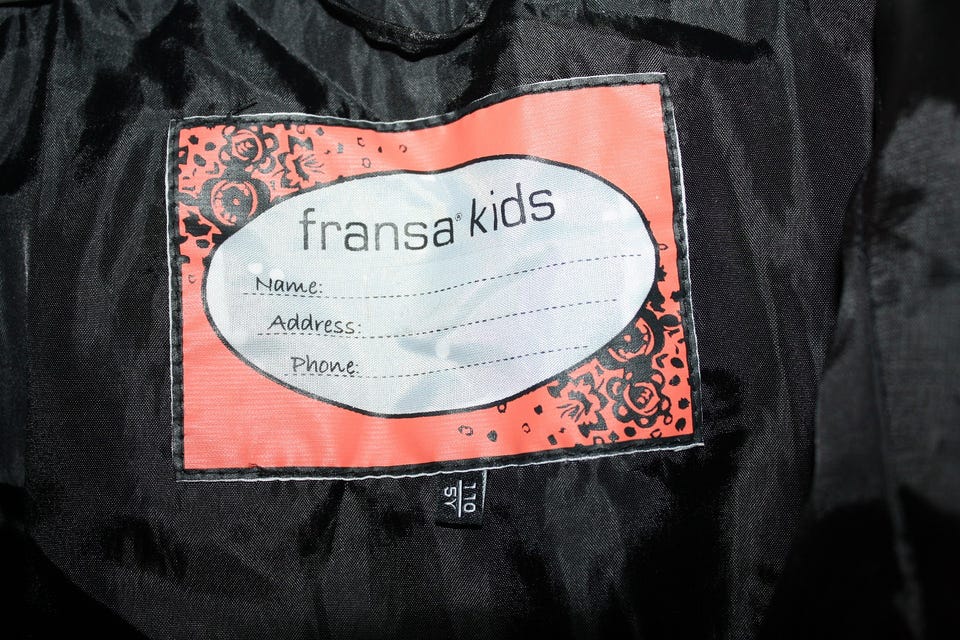 fransa® kids
Name:
Address:
Phone:
110
5Y